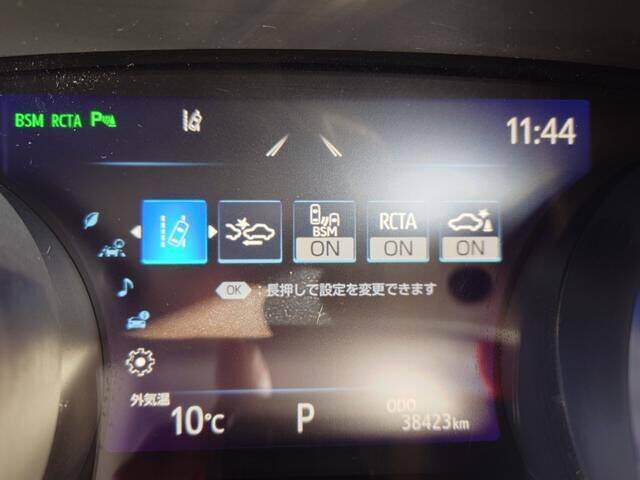 BSM RCTA P
11:44
BSM
RCTA
ON ON ON
OK :長押しで設定を変更できます
外気温
10℃ P ODO
38423km